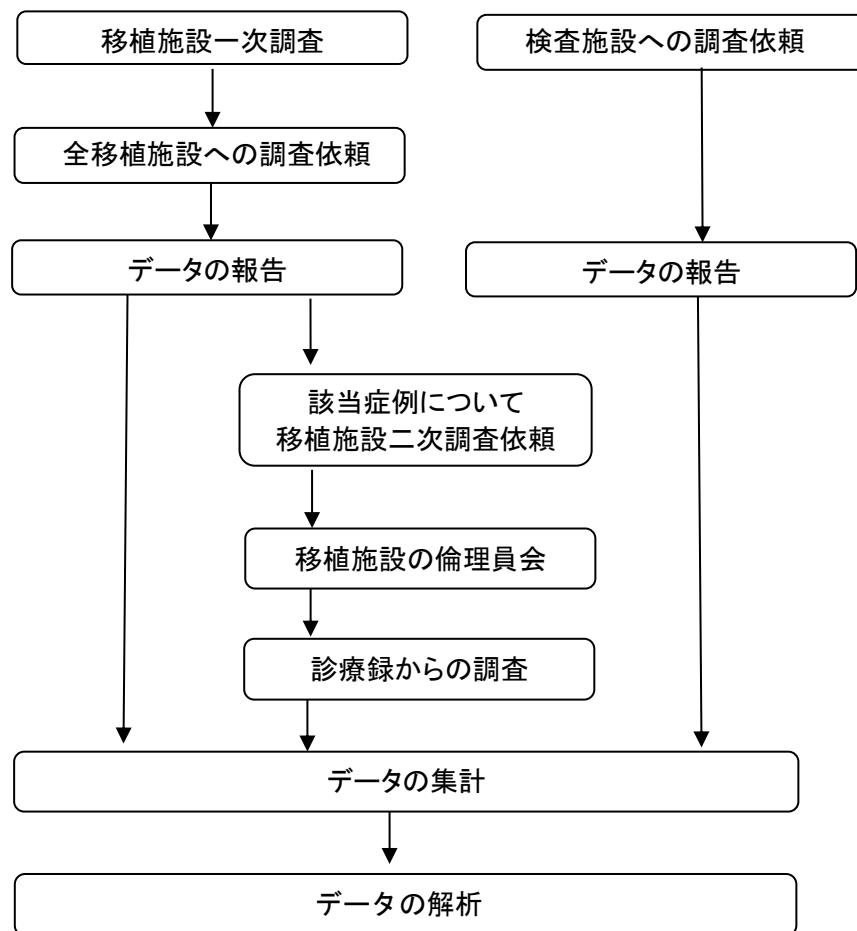 移植施設一次調査
検査施設への調査依頼
全移植施設への調査依頼
データの報告
データの報告
該当症例について
移植施設二次調査依頼
移植施設の倫理員会
診療録からの調査
データの集計
データの解析